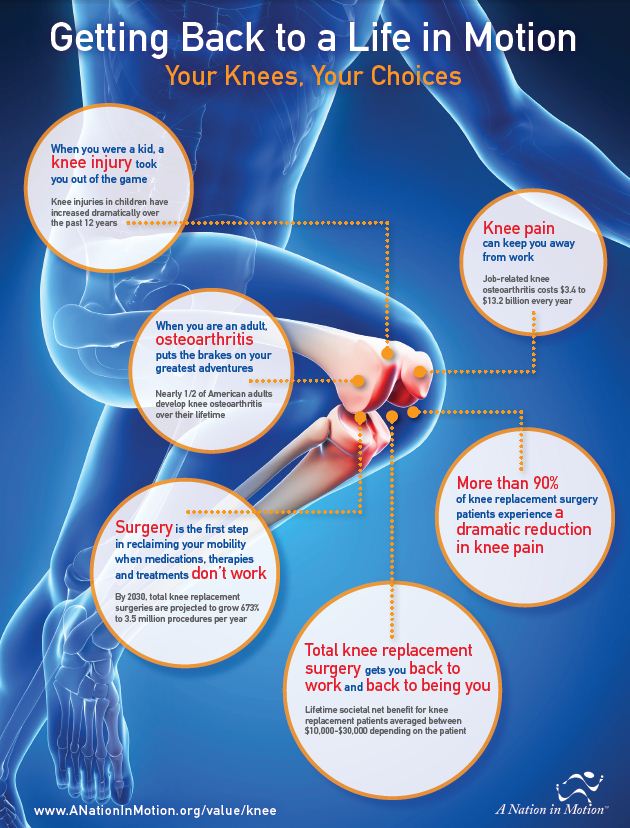 Getting Back to a Life in Motion
Your Knees, Your Choices
When you were a kid, a
knee injury took
you out of the game
Knee injuries in children have
increased dramatically over
the past 12 years
Knee pain
can keep you away
from work
Job-related knee
osteoarthritis costs $3.4 to
$13.2 billion every year
When you are an adult,
osteoarthritis
puts the brakes on your
greatest adventures
Nearly 1/2 of American adults
develop knee osteoarthritis
over their lifetime
More than 90%
of knee replacement surgery
patients experience a
dramatic reduction
in knee pain
Surgery is the first step
in reclaiming your mobility
when medications, therapies
and treatments don't work
By 2030, total knee replacement
surgeries are projected to grow 673%
to 3.5 million procedures per year
Total knee replacement
surgery gets you back to
work and back to being you
Lifetime societal net benefit for knee
replacement patients averaged between
$10,000-$30,000 depending on the patient
www.ANationInMotion.org/value/knee
A Nation in Motion™